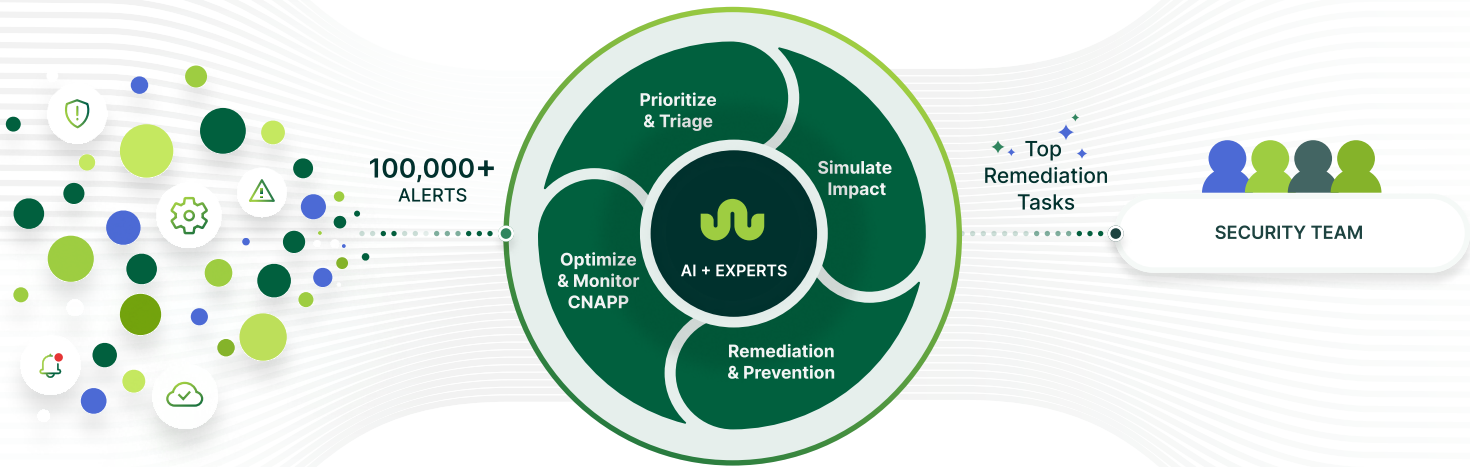 100,000+
ALERTS
Prioritize
& Triage
Simulate
Impact
Optimize
& Monitor
CNAPP
AI + EXPERTS
Remediation
& Prevention
Top
Remediation
Tasks
SECURITY TEAM